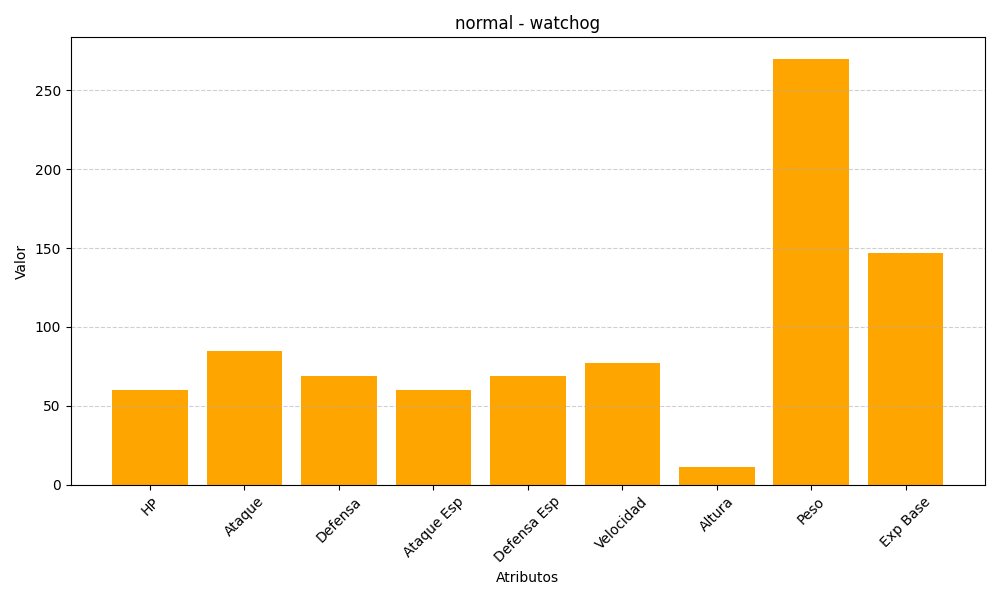 normal - watchog
Valor
250
200
150
100
50
0
HP
Ataque
Defensa
Ataque Esp
Defensa Esp
Velocidad
Altura
Peso
Exp Base
Atributos